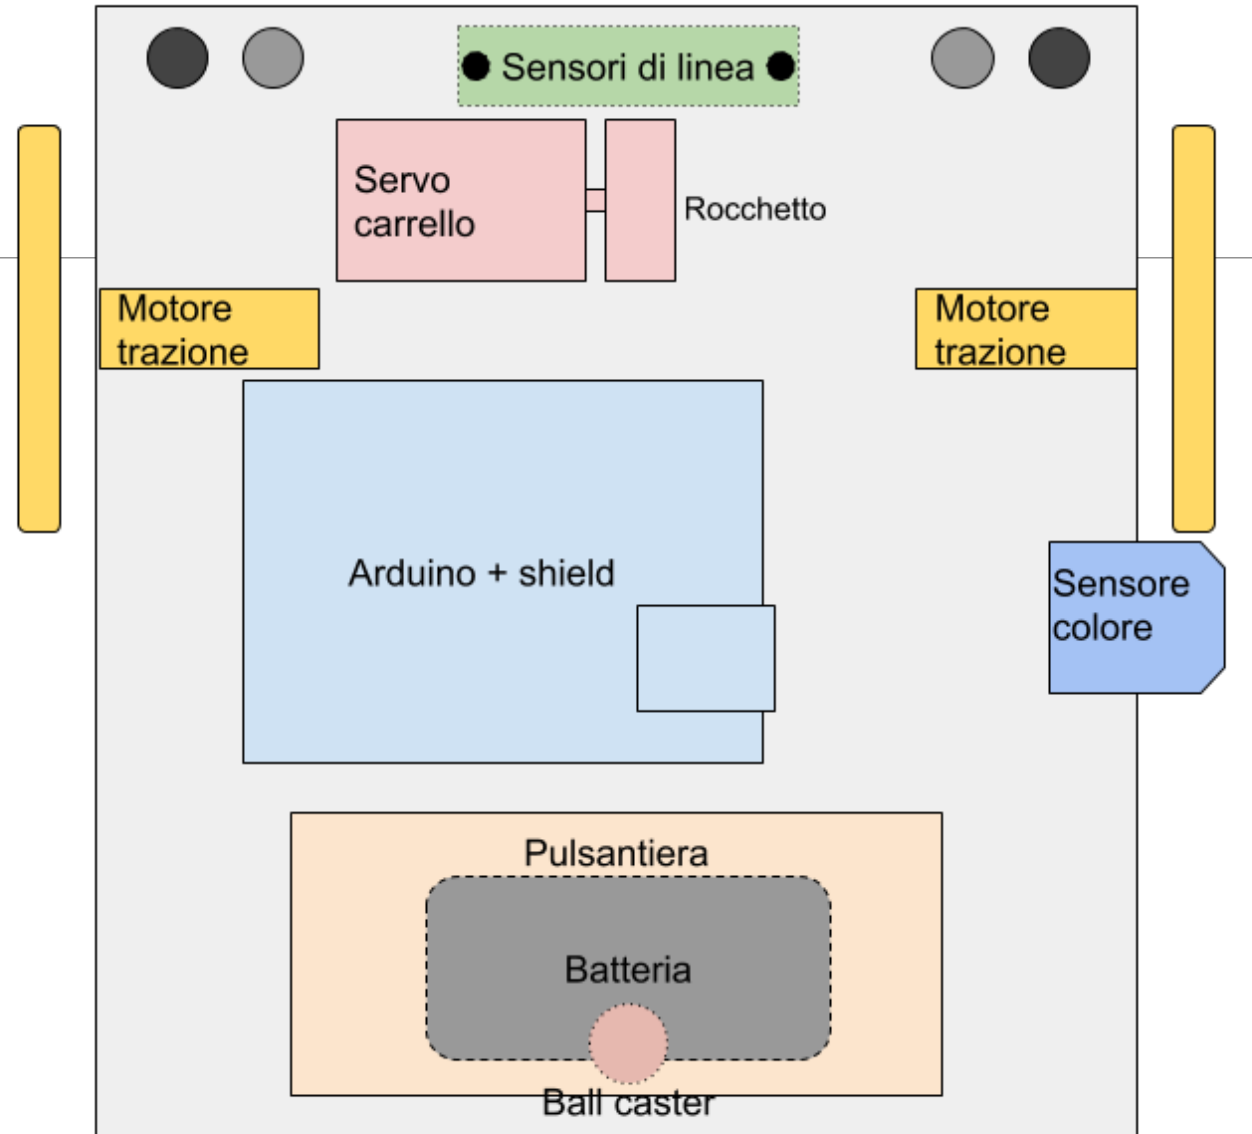 Sensori di linea
Servo
carrello
Rocchetto
Motore
trazione
Motore
trazione
Arduino + shield
Sensore
colore
Pulsantiera
Batteria
Ball caster